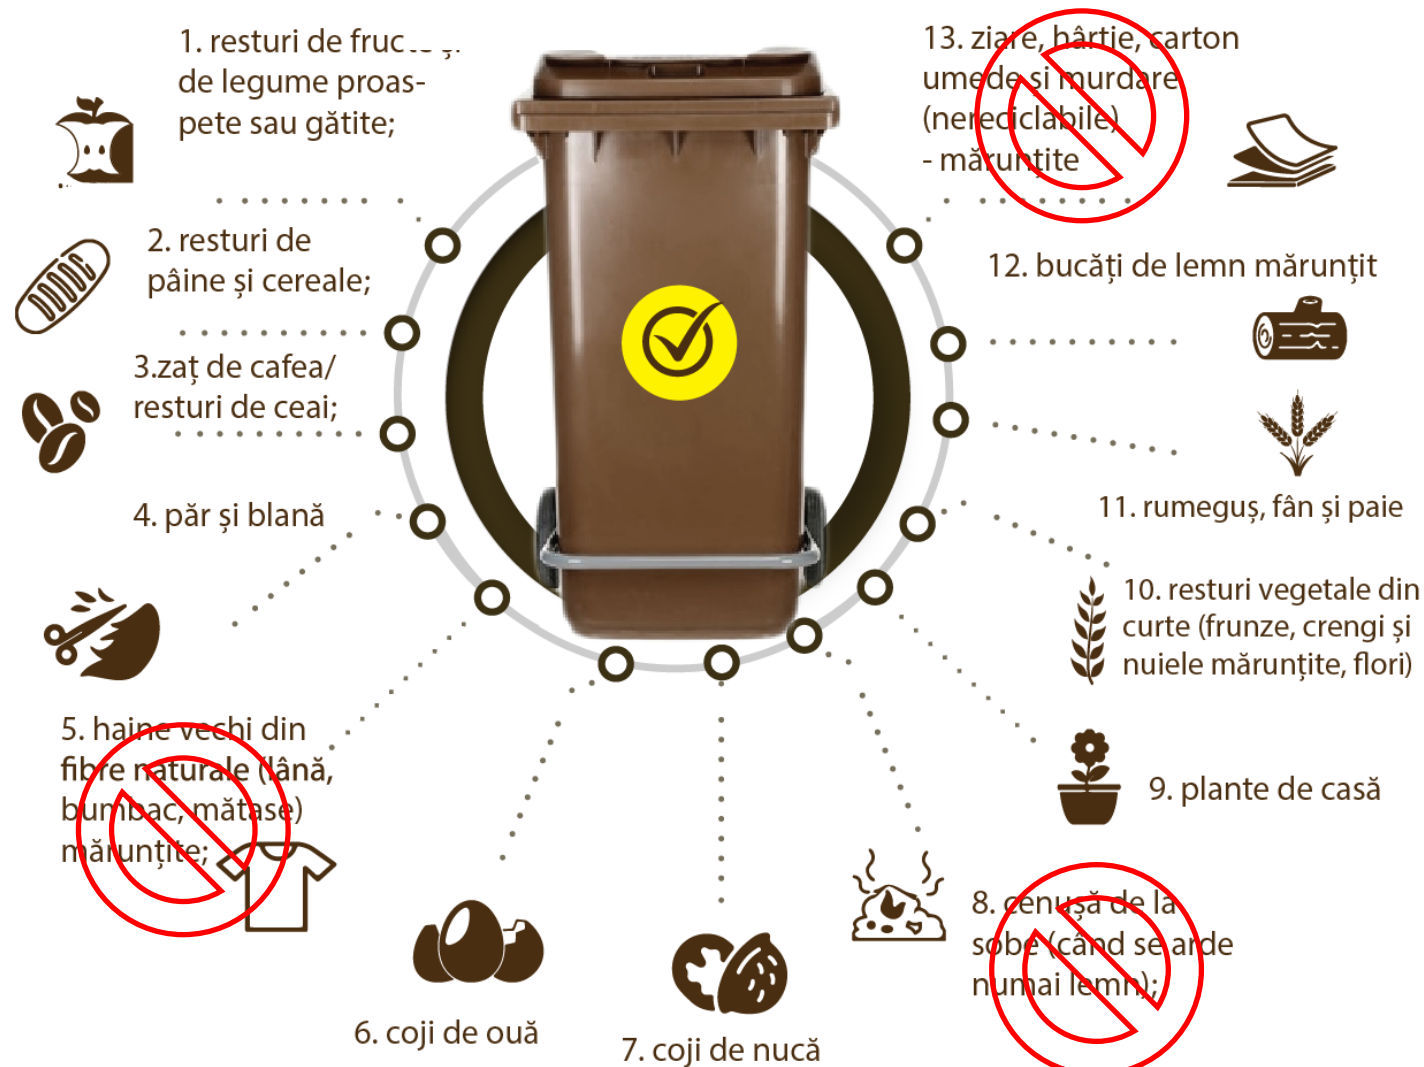 1. resturi de fructe și
de legume proas-
pete sau gătite;
2. resturi de
pâine și cereale;
3.zaț de cafea/
resturi de ceai;
4. păr și blană
5. haine vechi din
fibre naturale (lână,
bumbac, mătase)
mărunțite;
6. coji de ouă
7. coji de nucă
8. cenușă de la
sobe (când se arde
numai lemn);
9. plante de casă
10. resturi vegetale din
curte (frunze, crengi și
nuiele mărunțite, flori)
11. rumeguș, fân și paie
12. bucăți de lemn mărunțit
13. ziare, hârtie, carton
umede si murdare
(nereciclabile)
- mărunțite